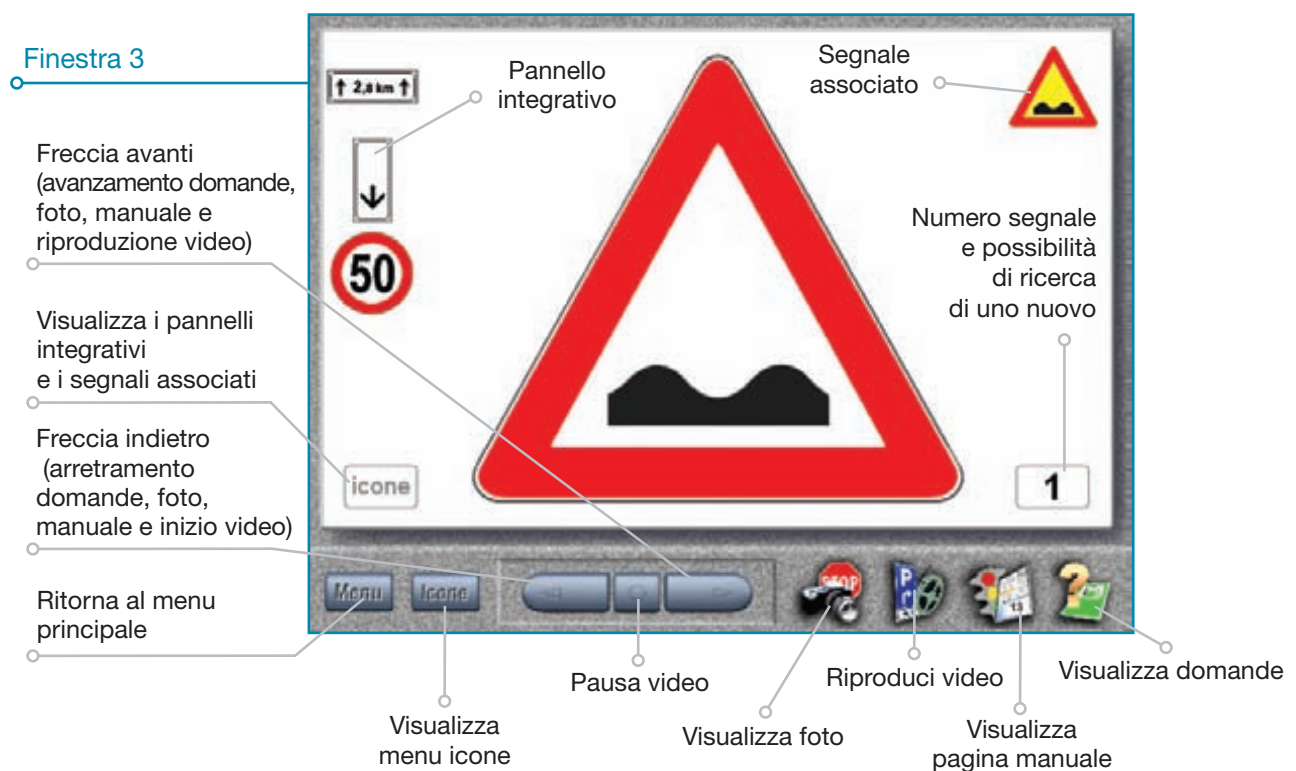 Finestra 3
Pannello
integrativo
Segnale
associato
↑ 2,8 km ↑
Freccia avanti
(avanzamento domande,
foto, manuale e
riproduzione video)
50
Numero segnale
e possibilità
di ricerca
di uno nuovo
Visualizza i pannelli
integrativi
e i segnali associati
Freccia indietro
(arretramento
domande, foto,
manuale e inizio video)
icone
1
Ritorna al menu
principale
Menu
Icone
STOP
P
13
?
Pausa video
Riproduci video
Visualizza domande
Visualizza
menu icone
Visualizza foto
Visualizza
pagina manuale